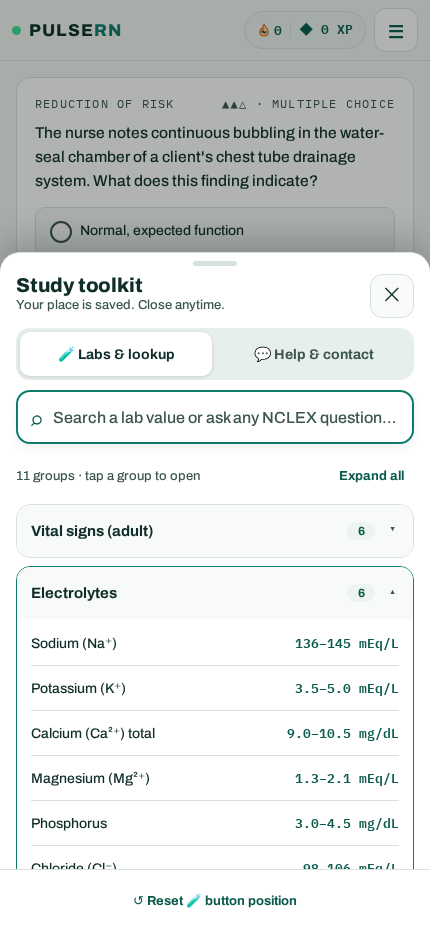 PULSERN
🔥 0 ◆ 0 XP
REDUCTION OF RISK ▲▲△ · MULTIPLE CHOICE
The nurse notes continuous bubbling in the water-
seal chamber of a client's chest tube drainage
system. What does this finding indicate?
Normal, expected function
Study toolkit
Your place is saved. Close anytime.
🧪 Labs & lookup 💬 Help & contact
Search a lab value or ask any NCLEX question…
11 groups · tap a group to open Expand all
Vital signs (adult) 6 ▾
Electrolytes 6 ▴
Sodium (Na⁺) 136–145 mEq/L
Potassium (K⁺) 3.5–5.0 mEq/L
Calcium (Ca²⁺) total 9.0–10.5 mg/dL
Magnesium (Mg²⁺) 1.3–2.1 mEq/L
Phosphorus 3.0–4.5 mg/dL
Chloride (Cl⁻) 98–106 mEq/L
↺ Reset 🧪 button position